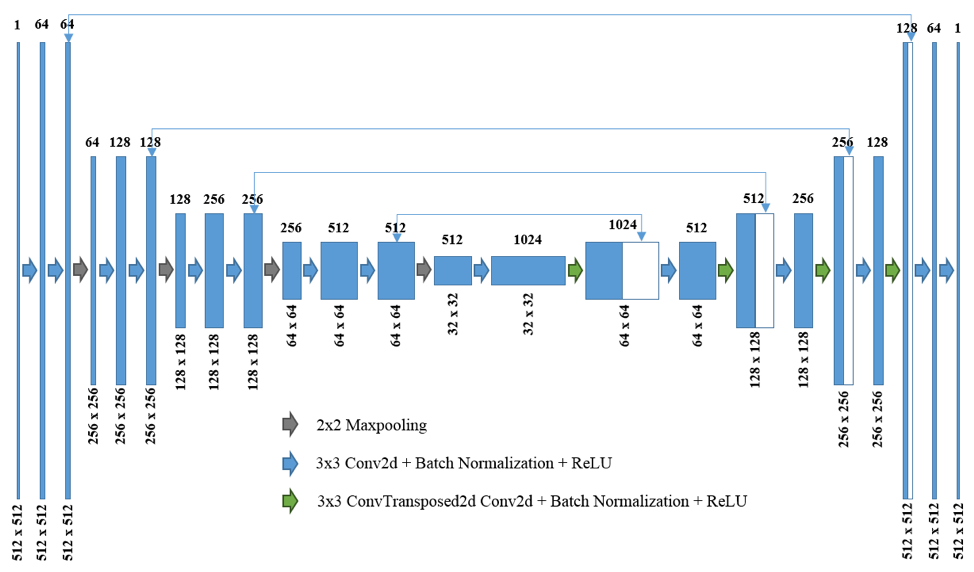 1 64 64 128 64 1
64 128 128 256 128
128 256 256 512 256
256 512 512 512 1024 1024 512
32 x 32 32 x 32
64 x 64 64 x 64 64 x 64 64 x 64 64 x 64
128 x 128 128 x 128 128 x 128 128 x 128 128 x 128
256 x 256 256 x 256 256 x 256 256 x 256 256 x 256
2x2 Maxpooling
3x3 Conv2d + Batch Normalization + ReLU
3x3 ConvTransposed2d Conv2d + Batch Normalization + ReLU
512 x 512 512 x 512 512 x 512 512 x 512 512 x 512 512 x 512